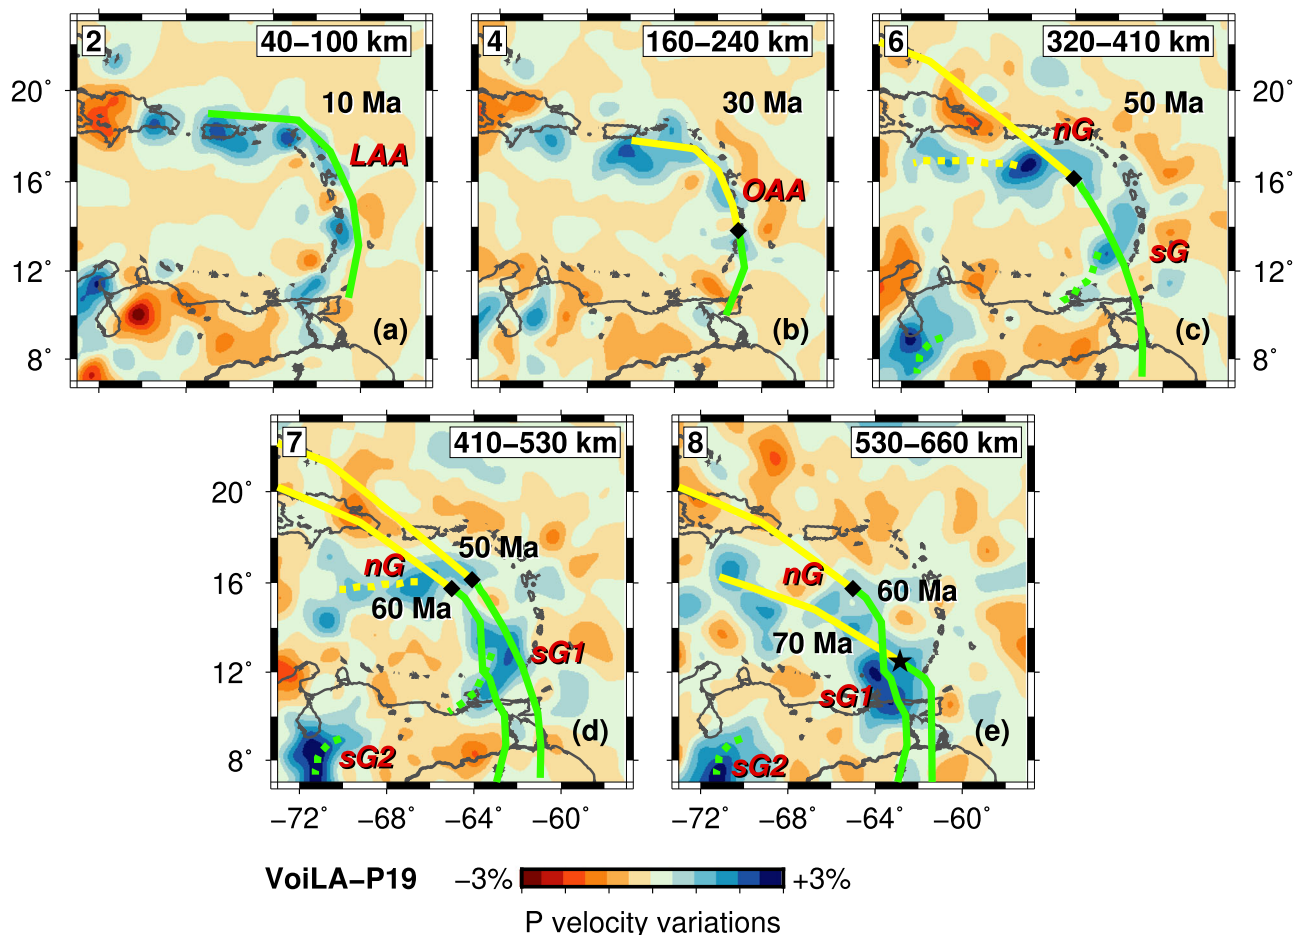 2
40−100 km
10 Ma
LAA
(a)
4
160−240 km
30 Ma
OAA
(b)
6
320−410 km
50 Ma
nG
sG
(c)
20˚
16˚
12˚
8˚
20˚
16˚
12˚
8˚
7
410−530 km
50 Ma
nG
60 Ma
sG1
sG2
(d)
8
530−660 km
nG
60 Ma
70 Ma
sG1
sG2
(e)
20˚
16˚
12˚
8˚
−72˚ −68˚ −64˚ −60˚
−72˚ −68˚ −64˚ −60˚
VoiLA−P19 −3% +3%
P velocity variations